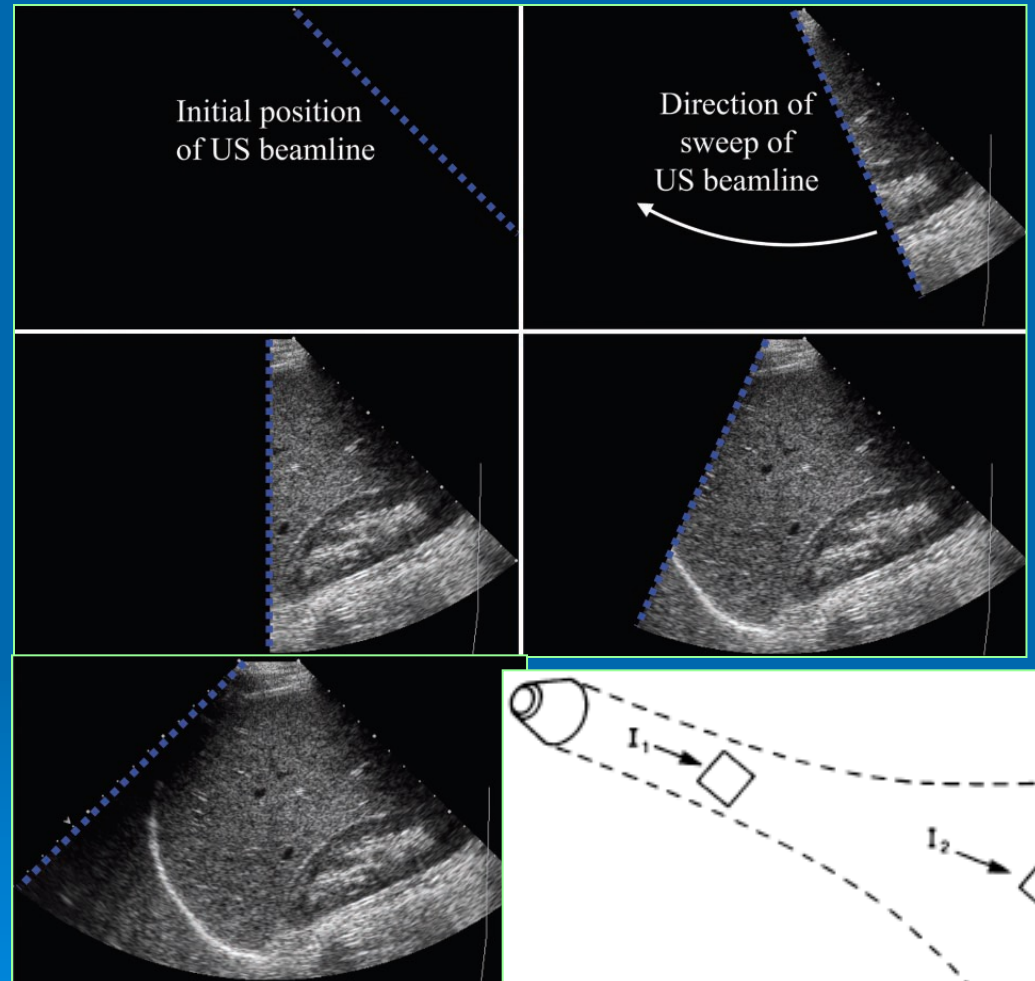 Initial position
of US beamline
Direction of
sweep of
US beamline
I₁
I₂